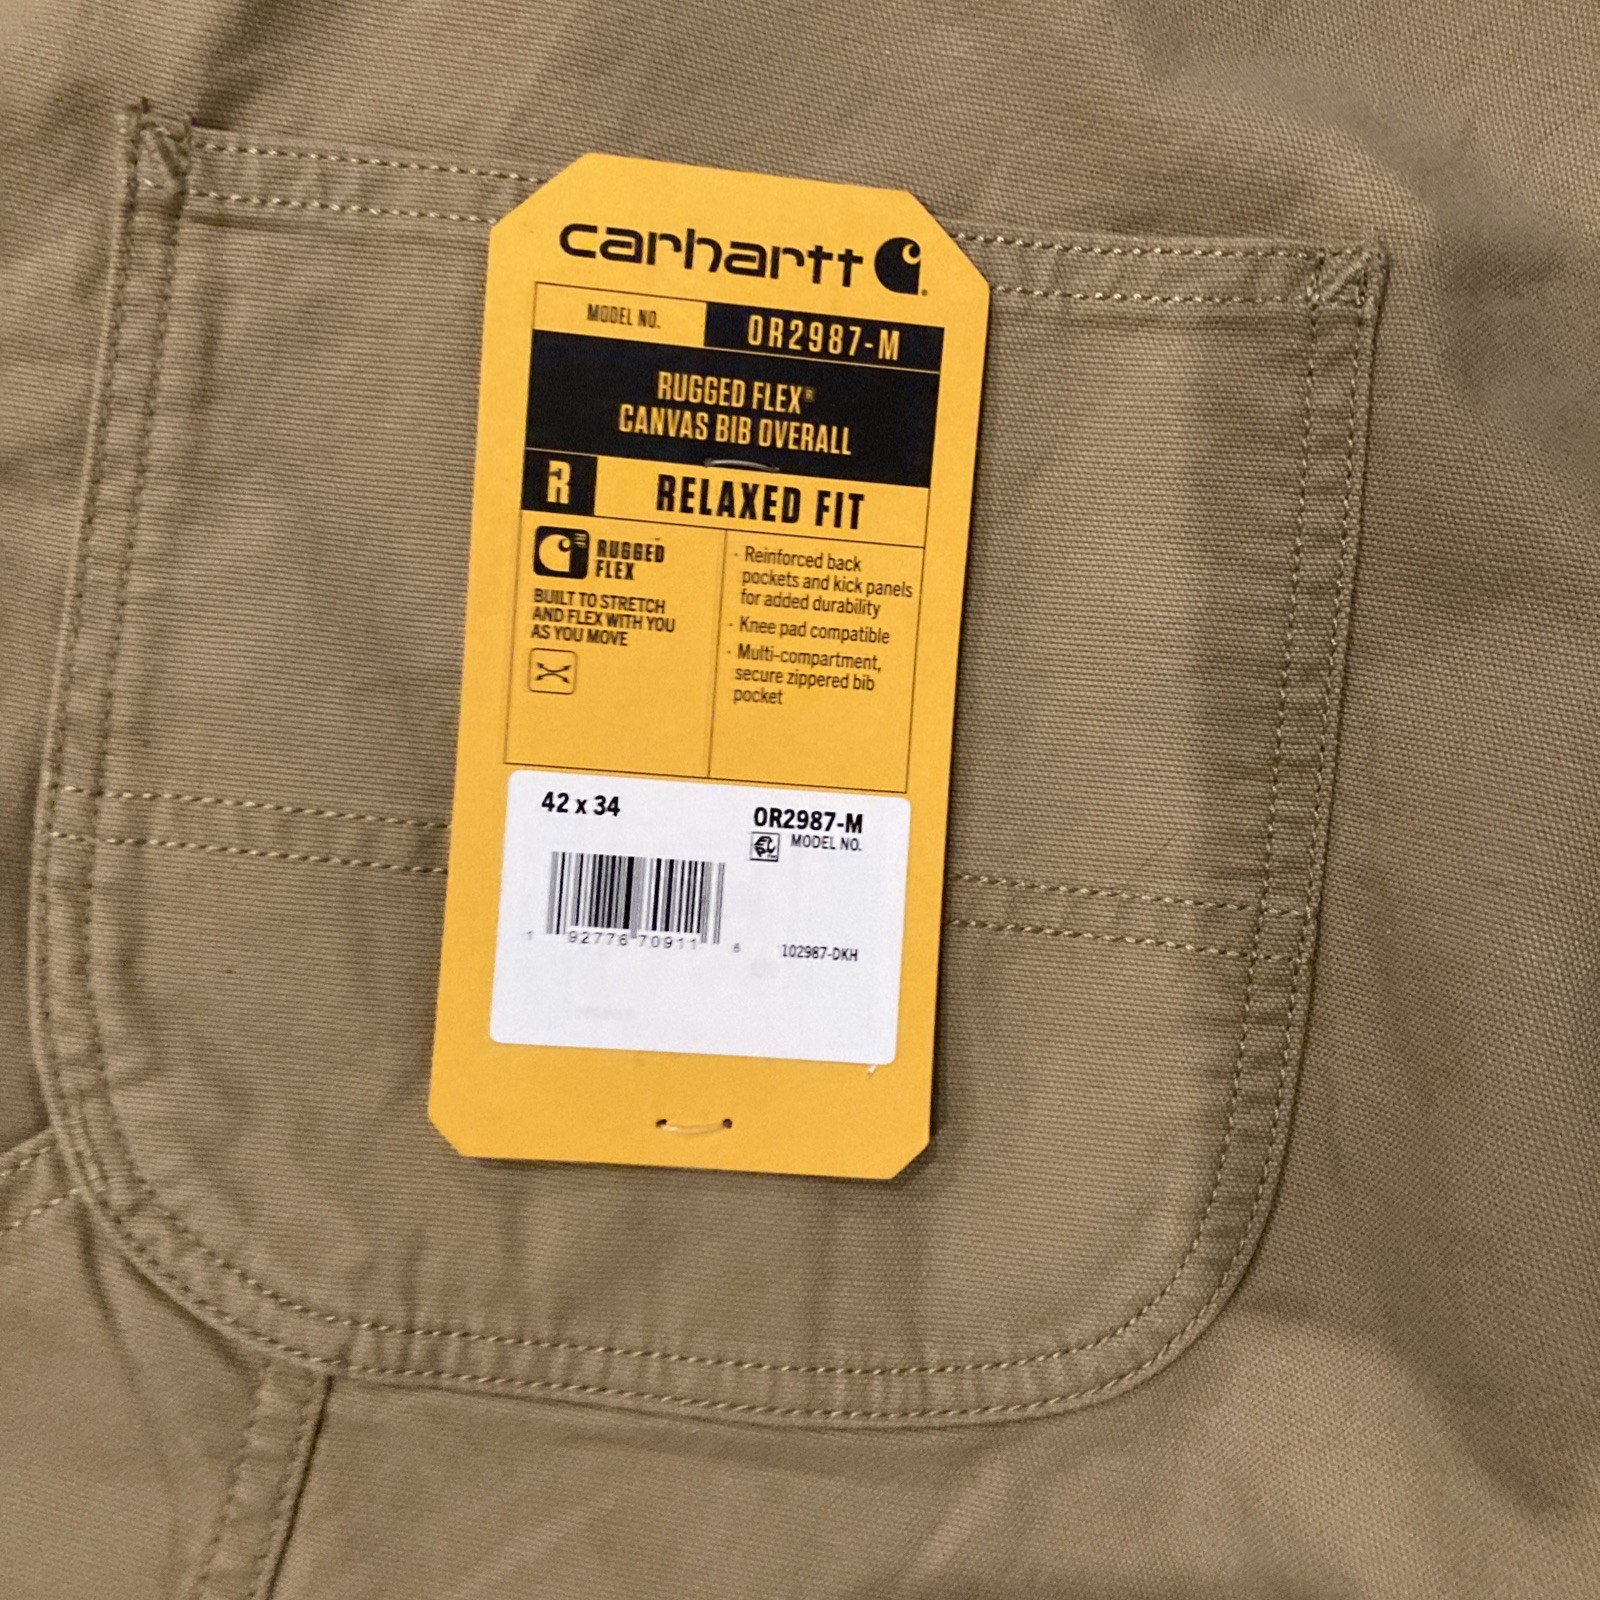 carhartt
MODEL NO. OR2987-M
RUGGED FLEX®
CANVAS BIB OVERALL
R RELAXED FIT
RUGGED
FLEX
BUILT TO STRETCH
AND FLEX WITH YOU
AS YOU MOVE
· Reinforced back
pockets and kick panels
for added durability
· Knee pad compatible
· Multi-compartment,
secure zippered bib
pocket
42 x 34
OR2987-M
MODEL NO.
1 92776 70911 6
102987-DKH